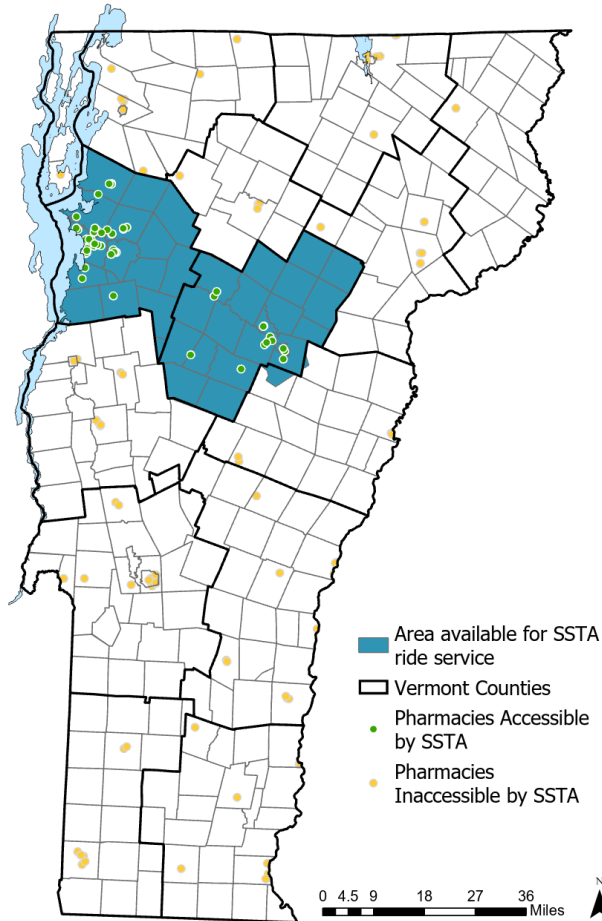 Area available for SSTA
ride service
Vermont Counties
Pharmacies Accessible
by SSTA
Pharmacies
Inaccessible by SSTA
N
0 4.5 9 18 27 36
Miles